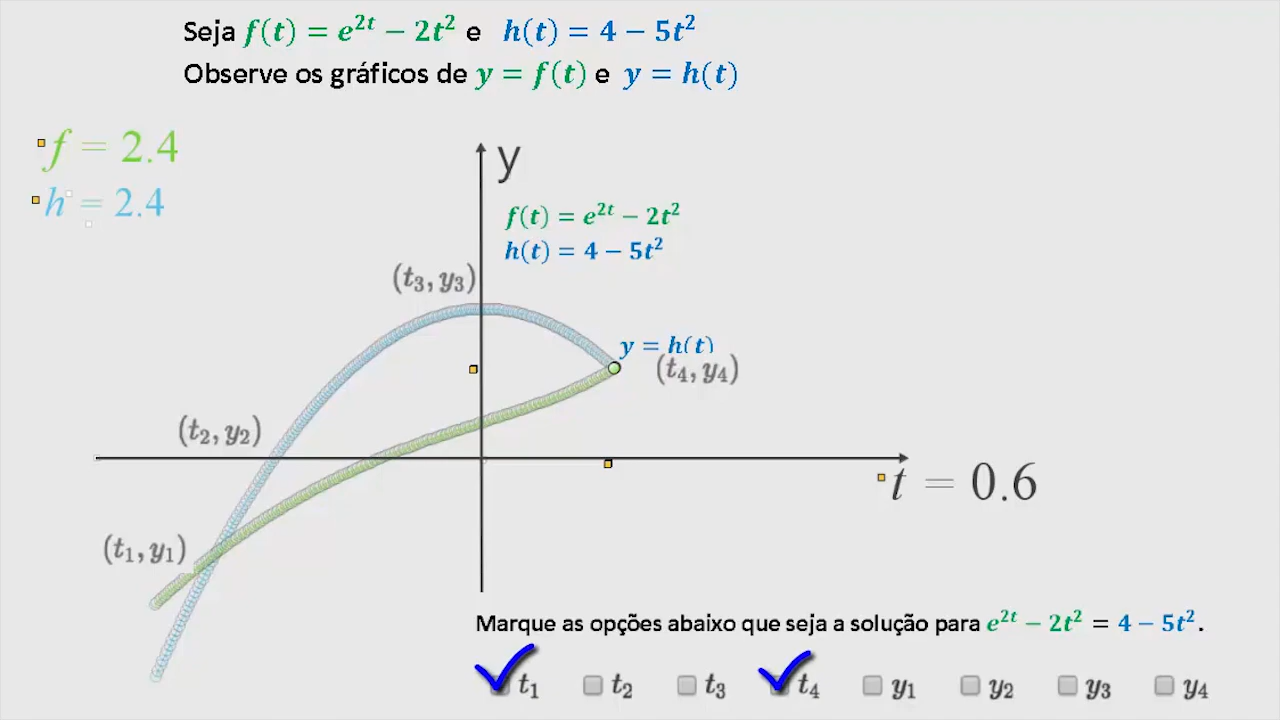 Seja f(t) = e^{2t} − 2t² e h(t) = 4 − 5t²
Observe os gráficos de y = f(t) e y = h(t)
f = 2.4
h = 2.4
y
f(t) = e^{2t} − 2t²
h(t) = 4 − 5t²
(t₃, y₃)
y = h(t)
(t₄, y₄)
(t₂, y₂)
t = 0.6
(t₁, y₁)
Marque as opções abaixo que seja a solução para e^{2t} − 2t² = 4 − 5t².
t₁ t₂ t₃ t₄ y₁ y₂ y₃ y₄